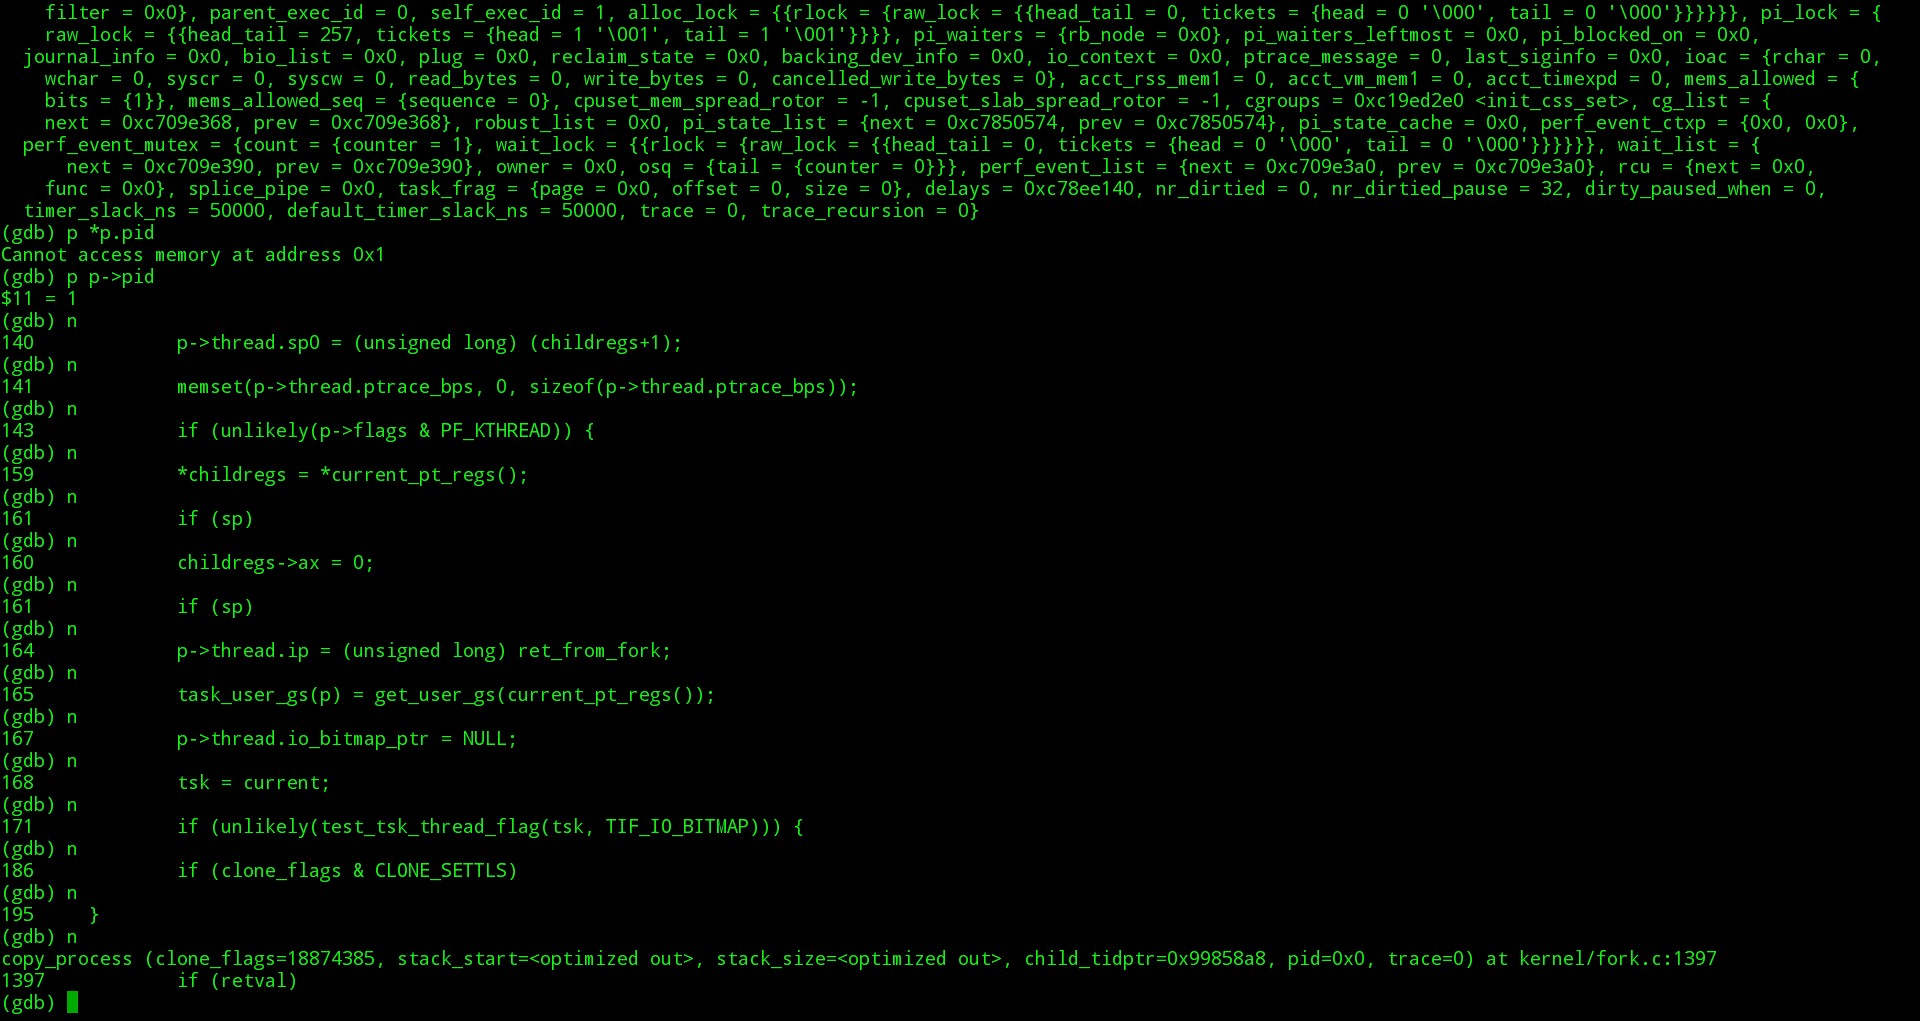 filter = 0x0}, parent_exec_id = 0, self_exec_id = 1, alloc_lock = {{rlock = {raw_lock = {{head_tail = 0, tickets = {head = 0 '\000', tail = 0 '\000'}}}}}}, pi_lock = {
raw_lock = {{head_tail = 257, tickets = {head = 1 '\001', tail = 1 '\001'}}}}, pi_waiters = {rb_node = 0x0}, pi_waiters_leftmost = 0x0, pi_blocked_on = 0x0,
journal_info = 0x0, bio_list = 0x0, plug = 0x0, reclaim_state = 0x0, backing_dev_info = 0x0, io_context = 0x0, ptrace_message = 0, last_siginfo = 0x0, ioac = {rchar = 0,
wchar = 0, syscr = 0, syscw = 0, read_bytes = 0, write_bytes = 0, cancelled_write_bytes = 0}, acct_rss_mem1 = 0, acct_vm_mem1 = 0, acct_timexpd = 0, mems_allowed = {
bits = {1}}, mems_allowed_seq = {sequence = 0}, cpuset_mem_spread_rotor = -1, cpuset_slab_spread_rotor = -1, cgroups = 0xc19ed2e0 <init_css_set>, cg_list = {
next = 0xc709e368, prev = 0xc709e368}, robust_list = 0x0, pi_state_list = {next = 0xc7850574, prev = 0xc7850574}, pi_state_cache = 0x0, perf_event_ctxp = {0x0, 0x0},
perf_event_mutex = {count = {counter = 1}, wait_lock = {{rlock = {raw_lock = {{head_tail = 0, tickets = {head = 0 '\000', tail = 0 '\000'}}}}}}, wait_list = {
next = 0xc709e390, prev = 0xc709e390}, owner = 0x0, osq = {tail = {counter = 0}}}, perf_event_list = {next = 0xc709e3a0, prev = 0xc709e3a0}, rcu = {next = 0x0,
func = 0x0}, splice_pipe = 0x0, task_frag = {page = 0x0, offset = 0, size = 0}, delays = 0xc78ee140, nr_dirtied = 0, nr_dirtied_pause = 32, dirty_paused_when = 0,
timer_slack_ns = 50000, default_timer_slack_ns = 50000, trace = 0, trace_recursion = 0}
(gdb) p *p.pid
Cannot access memory at address 0x1
(gdb) p p->pid
$11 = 1
(gdb) n
140 p->thread.sp0 = (unsigned long) (childregs+1);
(gdb) n
141 memset(p->thread.ptrace_bps, 0, sizeof(p->thread.ptrace_bps));
(gdb) n
143 if (unlikely(p->flags & PF_KTHREAD)) {
(gdb) n
159 *childregs = *current_pt_regs();
(gdb) n
161 if (sp)
(gdb) n
160 childregs->ax = 0;
(gdb) n
161 if (sp)
(gdb) n
164 p->thread.ip = (unsigned long) ret_from_fork;
(gdb) n
165 task_user_gs(p) = get_user_gs(current_pt_regs());
(gdb) n
167 p->thread.io_bitmap_ptr = NULL;
(gdb) n
168 tsk = current;
(gdb) n
171 if (unlikely(test_tsk_thread_flag(tsk, TIF_IO_BITMAP))) {
(gdb) n
186 if (clone_flags & CLONE_SETTLS)
(gdb) n
195 }
(gdb) n
copy_process (clone_flags=18874385, stack_start=<optimized out>, stack_size=<optimized out>, child_tidptr=0x99858a8, pid=0x0, trace=0) at kernel/fork.c:1397
1397 if (retval)
(gdb)